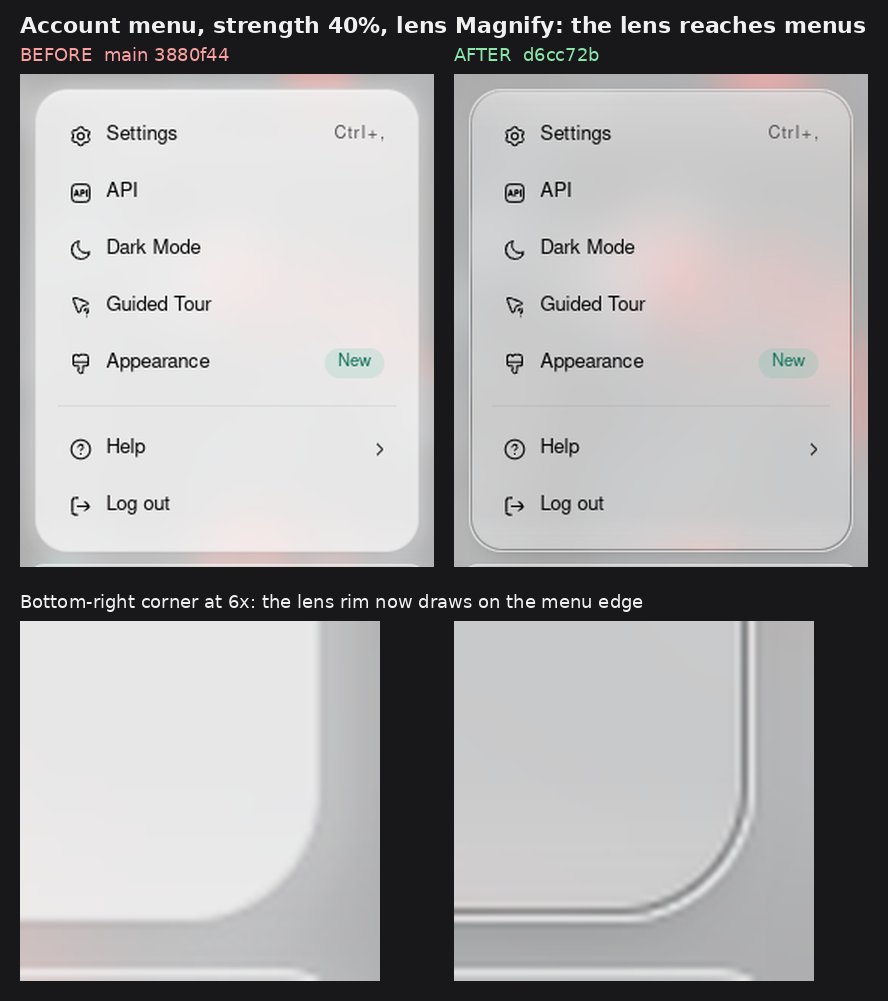 Account menu, strength 40%, lens Magnify: the lens reaches menus
BEFORE main 3880f44
AFTER d6cc72b
Settings Ctrl+,
API API
Dark Mode
Guided Tour
Appearance New
Help
Log out
Settings Ctrl+,
API API
Dark Mode
Guided Tour
Appearance New
Help
Log out
Bottom-right corner at 6x: the lens rim now draws on the menu edge